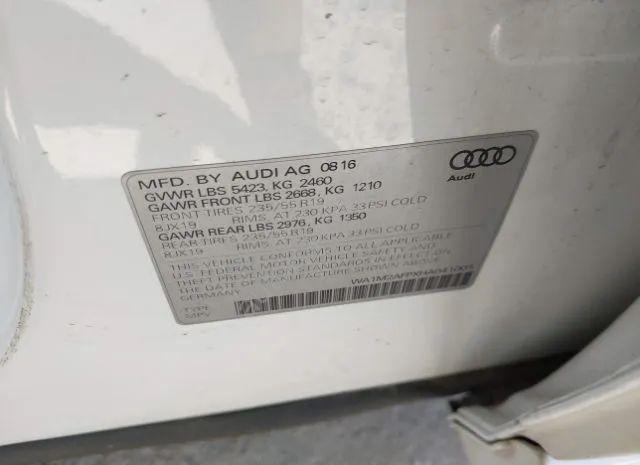 MFD. BY AUDI AG 08 16
GVWR LBS 5423, KG 2460
GAWR FRONT LBS 2668, KG 1210
FRONT TIRES 235/55 R19
8JX19 RIMS, AT 230 KPA 33 PSI COLD
GAWR REAR LBS 2976, KG 1350
REAR TIRES 235/55 R19
8JX19 RIMS, AT 230 KPA 33 PSI COLD
THIS VEHICLE CONFORMS TO ALL APPLICABLE
U.S. FEDERAL MOTOR VEHICLE SAFETY AND
THEFT PREVENTION STANDARDS IN EFFECT ON
THE DATE OF MANUFACTURE SHOWN ABOVE.
GERMANY
TYPE
MPV
Audi